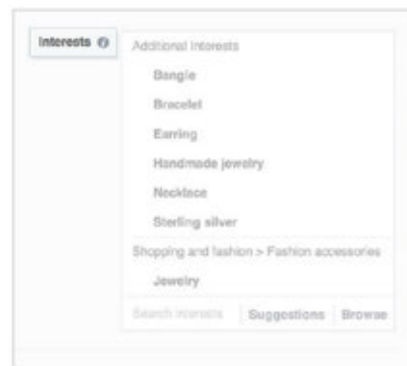 Interests
Additional Interests
Bangle
Bracelet
Earring
Handmade jewelry
Necklace
Sterling silver
Shopping and fashion > Fashion accessories
Jewelry
Search interests Suggestions Browse